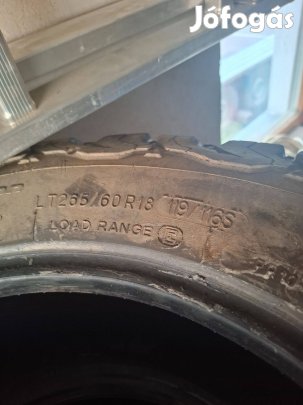 Jófogás
LT265/60R18 119/116S
LOAD RANGE E